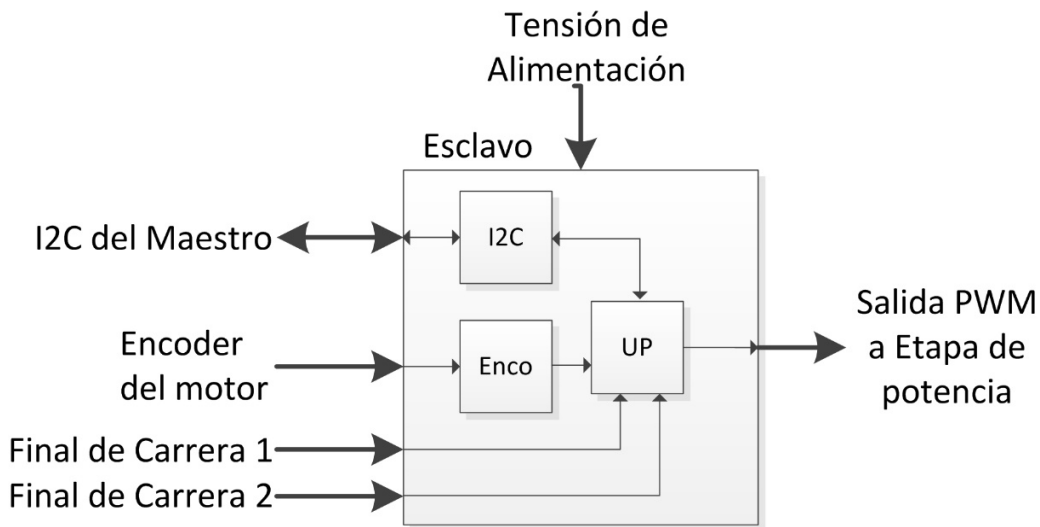 Tensión de
Alimentación
Esclavo
I2C del Maestro
I2C
Encoder
del motor
Enco
UP
Salida PWM
a Etapa de
potencia
Final de Carrera 1
Final de Carrera 2